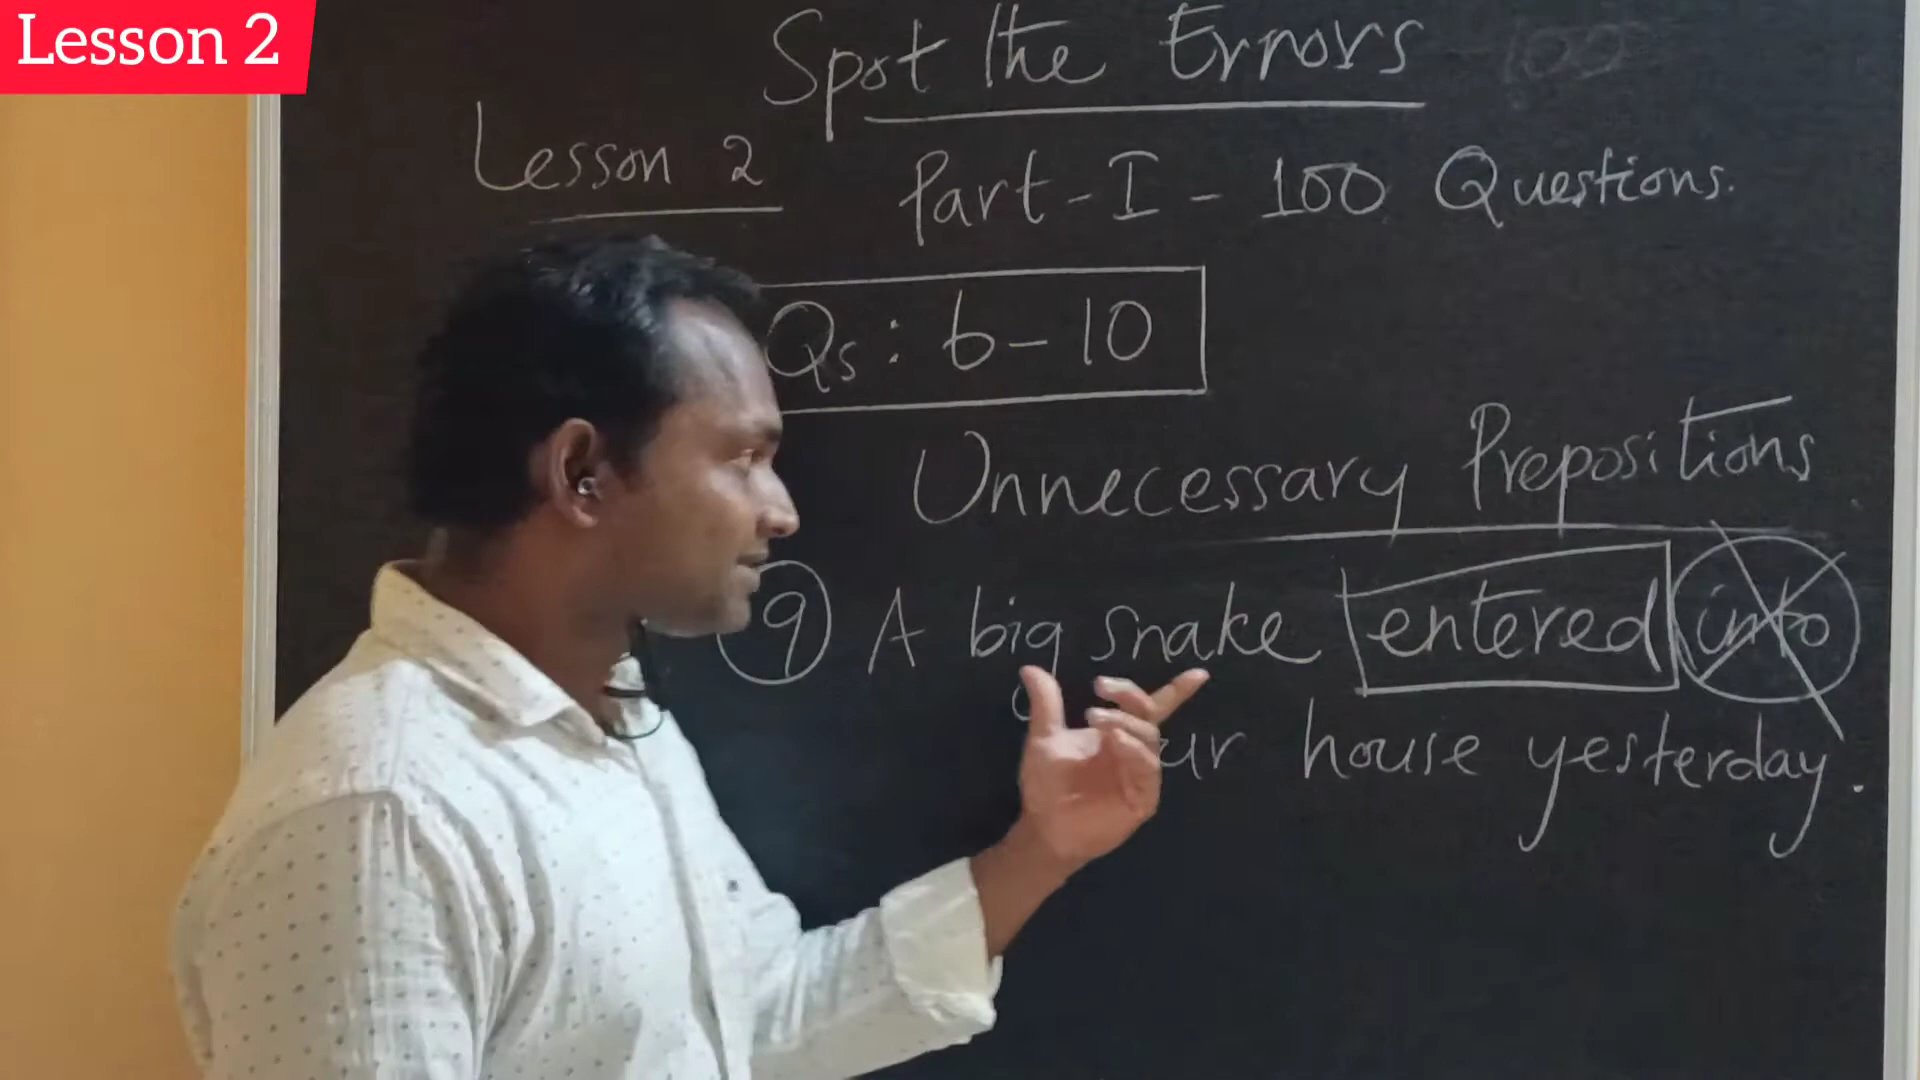 Lesson 2
Spot the Errors
Lesson 2
Part-I - 100 Questions.
Qs: 6-10
Unnecessary Prepositions
9 A big snake entered into
house yesterday.